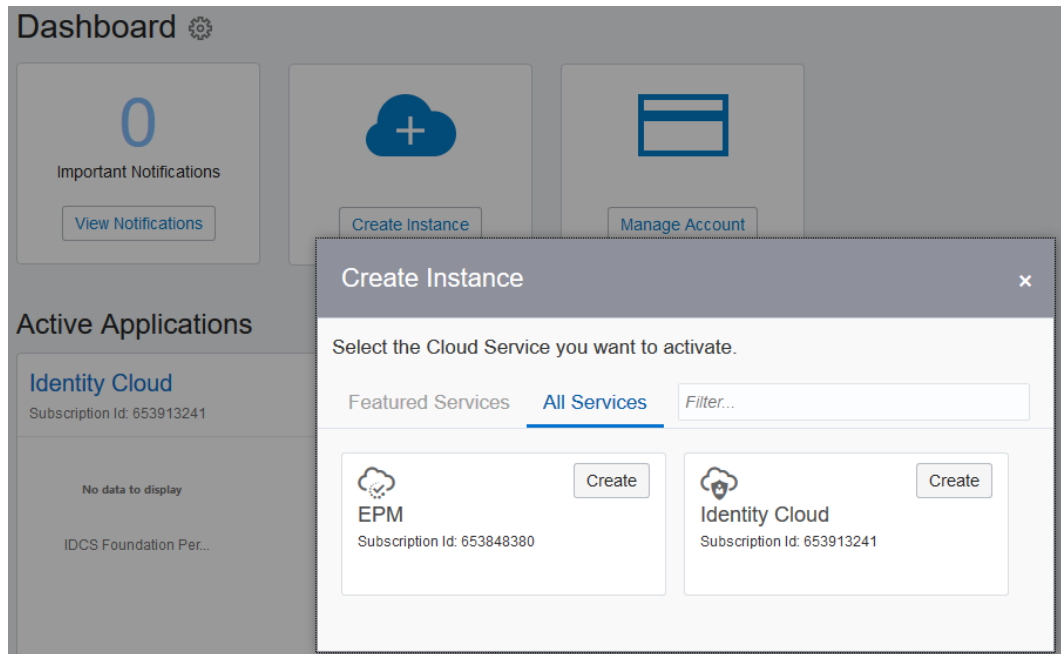 Dashboard
0
Important Notifications
View Notifications
Create Instance
Manage Account
Active Applications
Identity Cloud
Subscription Id: 653913241
No data to display
IDCS Foundation Per...
Create Instance
×
Select the Cloud Service you want to activate.
Featured Services
All Services
Filter...
Create
EPM
Subscription Id: 653848380
Create
Identity Cloud
Subscription Id: 653913241